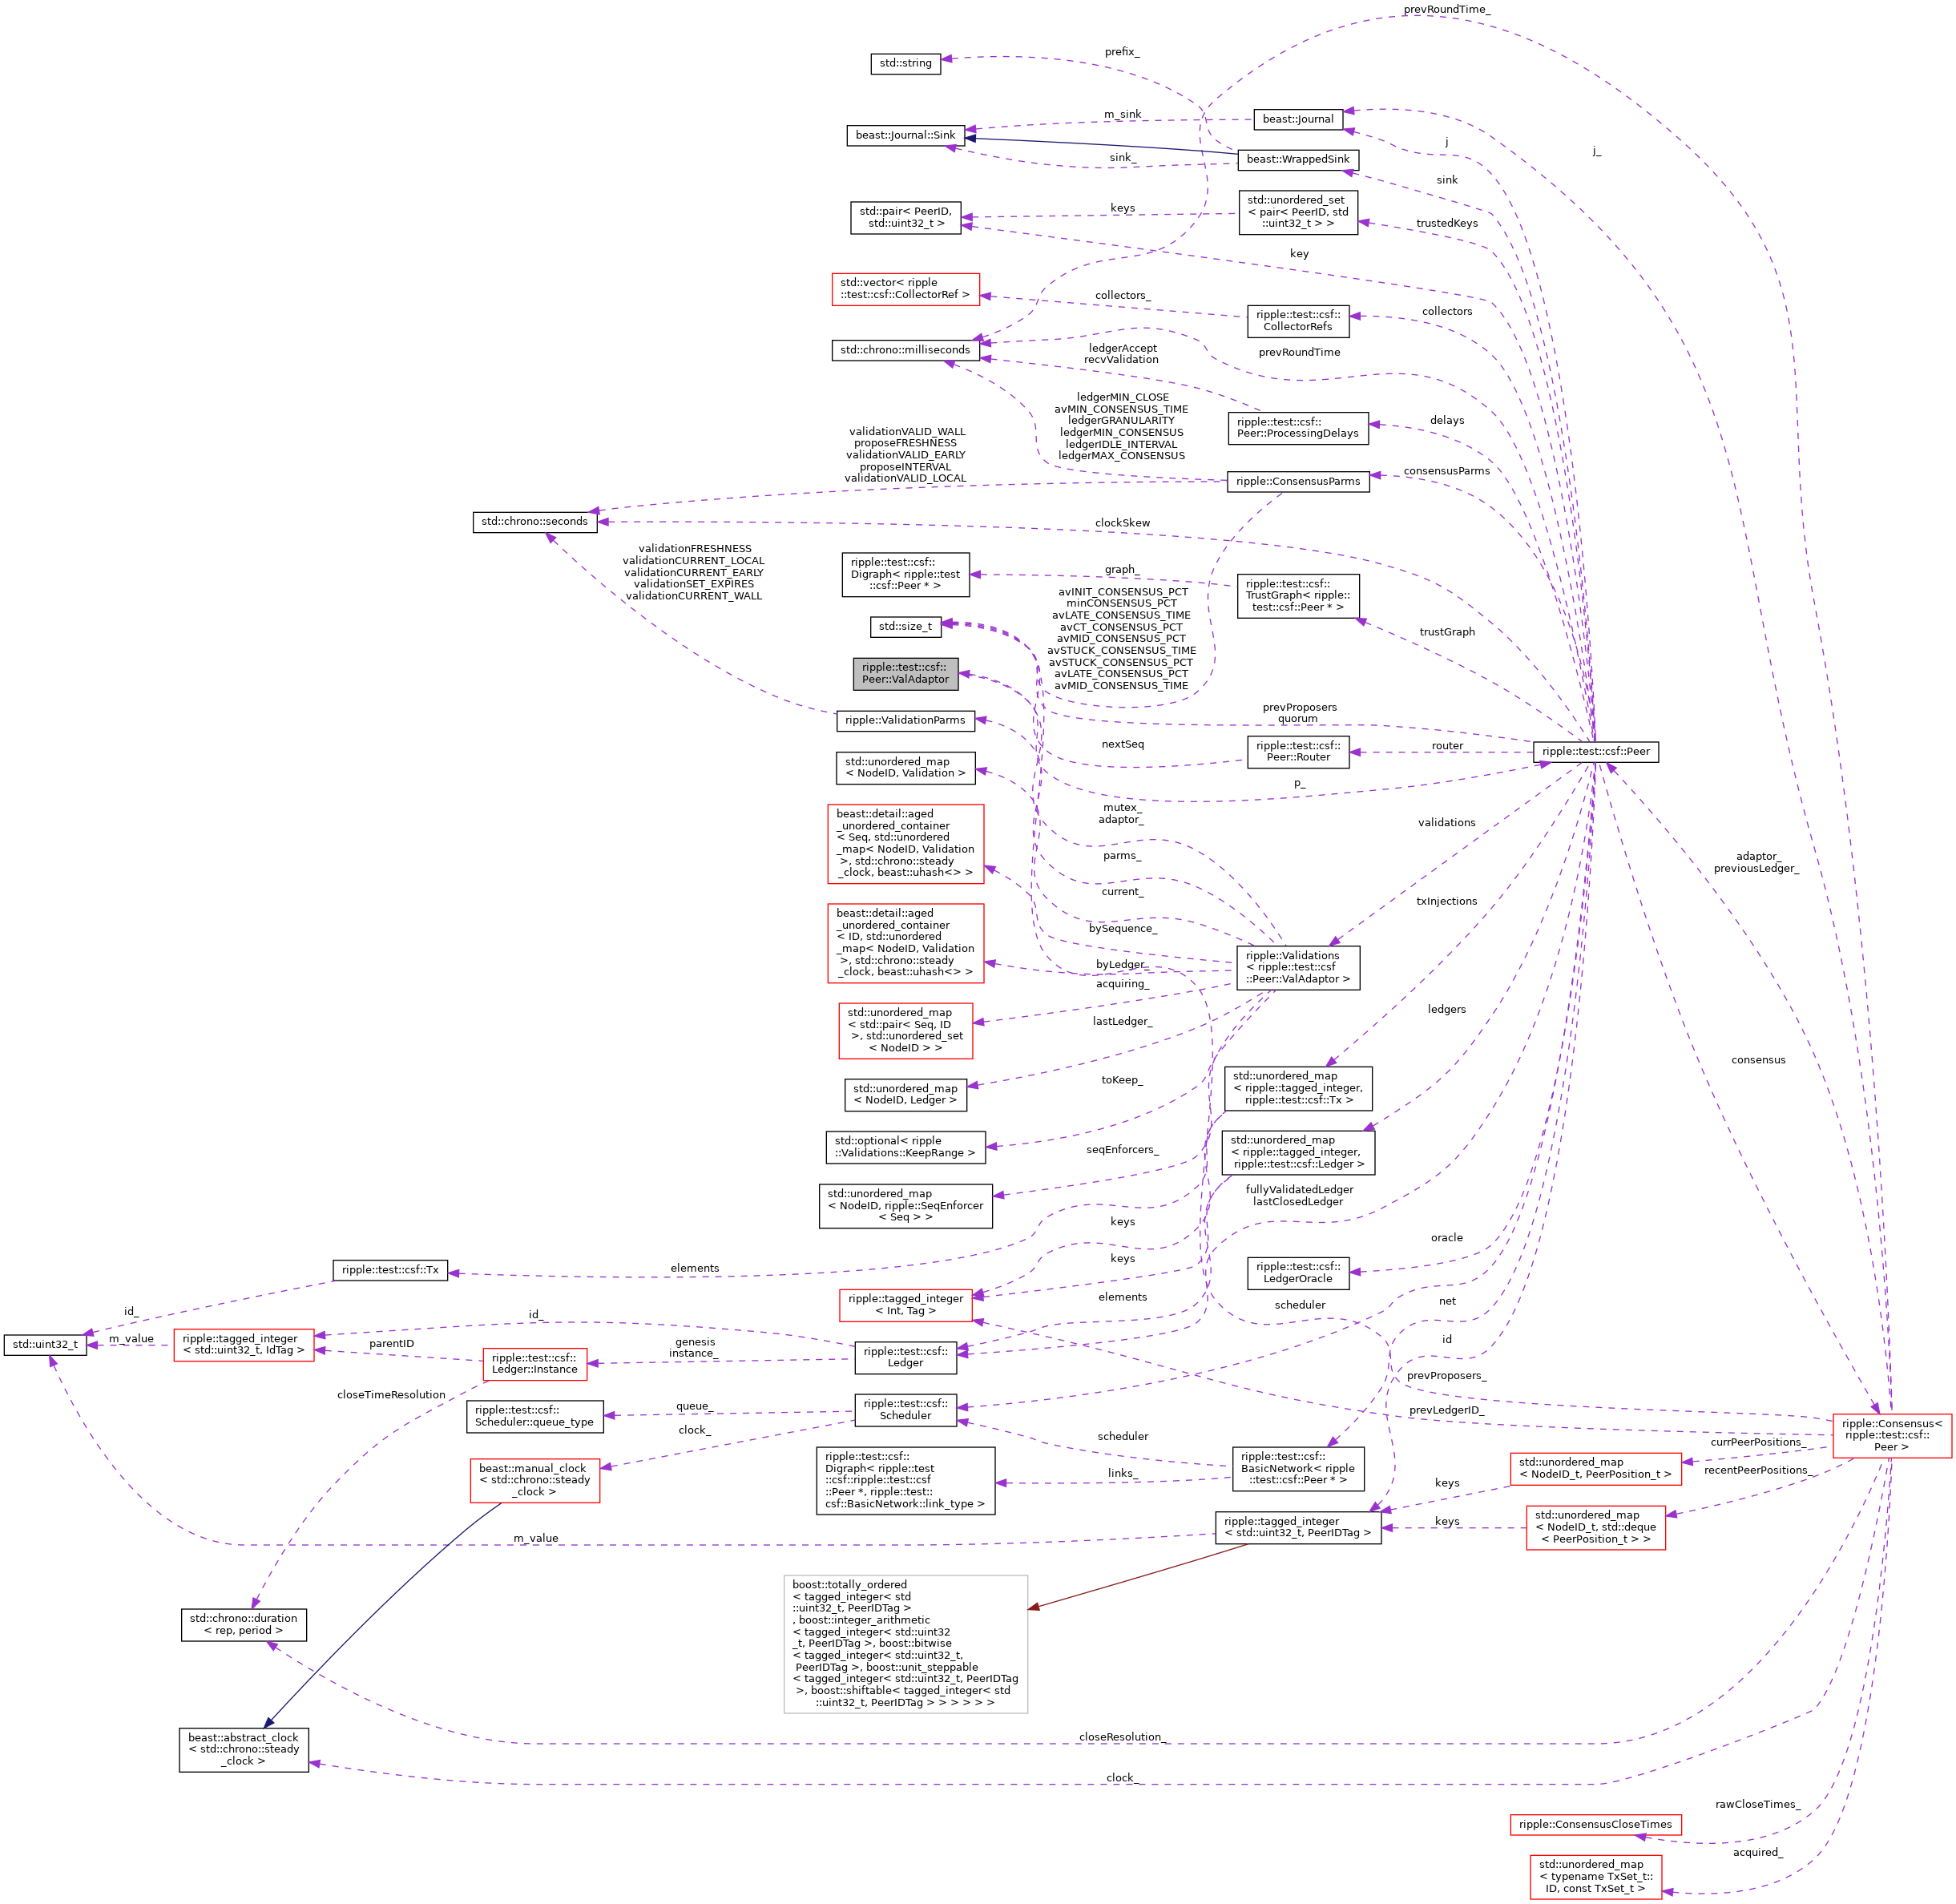 prevRoundTime_
prefix_
std::string
beast::Journal
m_sink
beast::Journal::Sink
j
j_
beast::WrappedSink
sink_
sink
std::unordered_set
< pair< PeerID, std
::uint32_t > >
std::pair< PeerID,
std::uint32_t >
keys
trustedKeys
key
std::vector< ripple
::test::csf::CollectorRef >
collectors_
ripple::test::csf::
CollectorRefs
collectors
std::chrono::milliseconds
ledgerAccept
recvValidation
prevRoundTime
ledgerMIN_CLOSE
avMIN_CONSENSUS_TIME
ledgerGRANULARITY
ledgerMIN_CONSENSUS
ledgerIDLE_INTERVAL
ledgerMAX_CONSENSUS
ripple::test::csf::
Peer::ProcessingDelays
delays
validationVALID_WALL
proposeFRESHNESS
validationVALID_EARLY
proposeINTERVAL
validationVALID_LOCAL
ripple::ConsensusParms
consensusParms
std::chrono::seconds
clockSkew
validationFRESHNESS
validationCURRENT_LOCAL
validationCURRENT_EARLY
validationSET_EXPIRES
validationCURRENT_WALL
ripple::test::csf::
Digraph< ripple::test
::csf::Peer * >
graph_
ripple::test::csf::
TrustGraph< ripple::
test::csf::Peer * >
avINIT_CONSENSUS_PCT
minCONSENSUS_PCT
avLATE_CONSENSUS_TIME
avCT_CONSENSUS_PCT
avMID_CONSENSUS_PCT
avSTUCK_CONSENSUS_TIME
avSTUCK_CONSENSUS_PCT
avLATE_CONSENSUS_PCT
avMID_CONSENSUS_TIME
std::size_t
trustGraph
ripple::test::csf::
Peer::ValAdaptor
ripple::ValidationParms
prevProposers
quorum
nextSeq
ripple::test::csf::
Peer::Router
router
ripple::test::csf::Peer
std::unordered_map
< NodeID, Validation >
p_
mutex_
adaptor_
validations
beast::detail::aged
_unordered_container
< Seq, std::unordered
_map< NodeID, Validation
>, std::chrono::steady
_clock, beast::uhash<> >
parms_
adaptor_
previousLedger_
current_
txInjections
beast::detail::aged
_unordered_container
< ID, std::unordered
_map< NodeID, Validation
>, std::chrono::steady
_clock, beast::uhash<> >
bySequence_
ripple::Validations
< ripple::test::csf
::Peer::ValAdaptor >
byLedger_
acquiring_
std::unordered_map
< std::pair< Seq, ID
>, std::unordered_set
< NodeID > >
lastLedger_
ledgers
consensus
std::unordered_map
< NodeID, Ledger >
toKeep_
std::unordered_map
< ripple::tagged_integer,
ripple::test::csf::Tx >
std::optional< ripple
::Validations::KeepRange >
seqEnforcers_
std::unordered_map
< ripple::tagged_integer,
ripple::test::csf::Ledger >
std::unordered_map
< NodeID, ripple::SeqEnforcer
< Seq > >
fullyValidatedLedger
lastClosedLedger
keys
oracle
ripple::test::csf::Tx
elements
keys
ripple::test::csf::
LedgerOracle
ripple::tagged_integer
< Int, Tag >
elements
scheduler
net
id_
id_
std::uint32_t
m_value
ripple::tagged_integer
< std::uint32_t, IdTag >
parentID
ripple::test::csf::
Ledger::Instance
genesis
instance_
ripple::test::csf::
Ledger
id
closeTimeResolution
prevProposers_
ripple::test::csf::
Scheduler::queue_type
queue_
ripple::test::csf::
Scheduler
prevLedgerID_
ripple::Consensus<
ripple::test::csf::
Peer >
clock_
scheduler
currPeerPositions_
beast::manual_clock
< std::chrono::steady
_clock >
ripple::test::csf::
Digraph< ripple::test
::csf::ripple::test::csf
::Peer *, ripple::test::
csf::BasicNetwork::link_type >
links_
ripple::test::csf::
BasicNetwork< ripple
::test::csf::Peer * >
std::unordered_map
< NodeID_t, PeerPosition_t >
recentPeerPositions_
keys
ripple::tagged_integer
< std::uint32_t, PeerIDTag >
keys
std::unordered_map
< NodeID_t, std::deque
< PeerPosition_t > >
m_value
boost::totally_ordered
< tagged_integer< std
::uint32_t, PeerIDTag >
, boost::integer_arithmetic
< tagged_integer< std::uint32
_t, PeerIDTag >, boost::bitwise
< tagged_integer< std::uint32_t,
PeerIDTag >, boost::unit_steppable
< tagged_integer< std::uint32_t, PeerIDTag
>, boost::shiftable< tagged_integer< std
::uint32_t, PeerIDTag > > > > > >
std::chrono::duration
< rep, period >
beast::abstract_clock
< std::chrono::steady
_clock >
closeResolution_
clock_
rawCloseTimes_
ripple::ConsensusCloseTimes
acquired_
std::unordered_map
< typename TxSet_t::
ID, const TxSet_t >